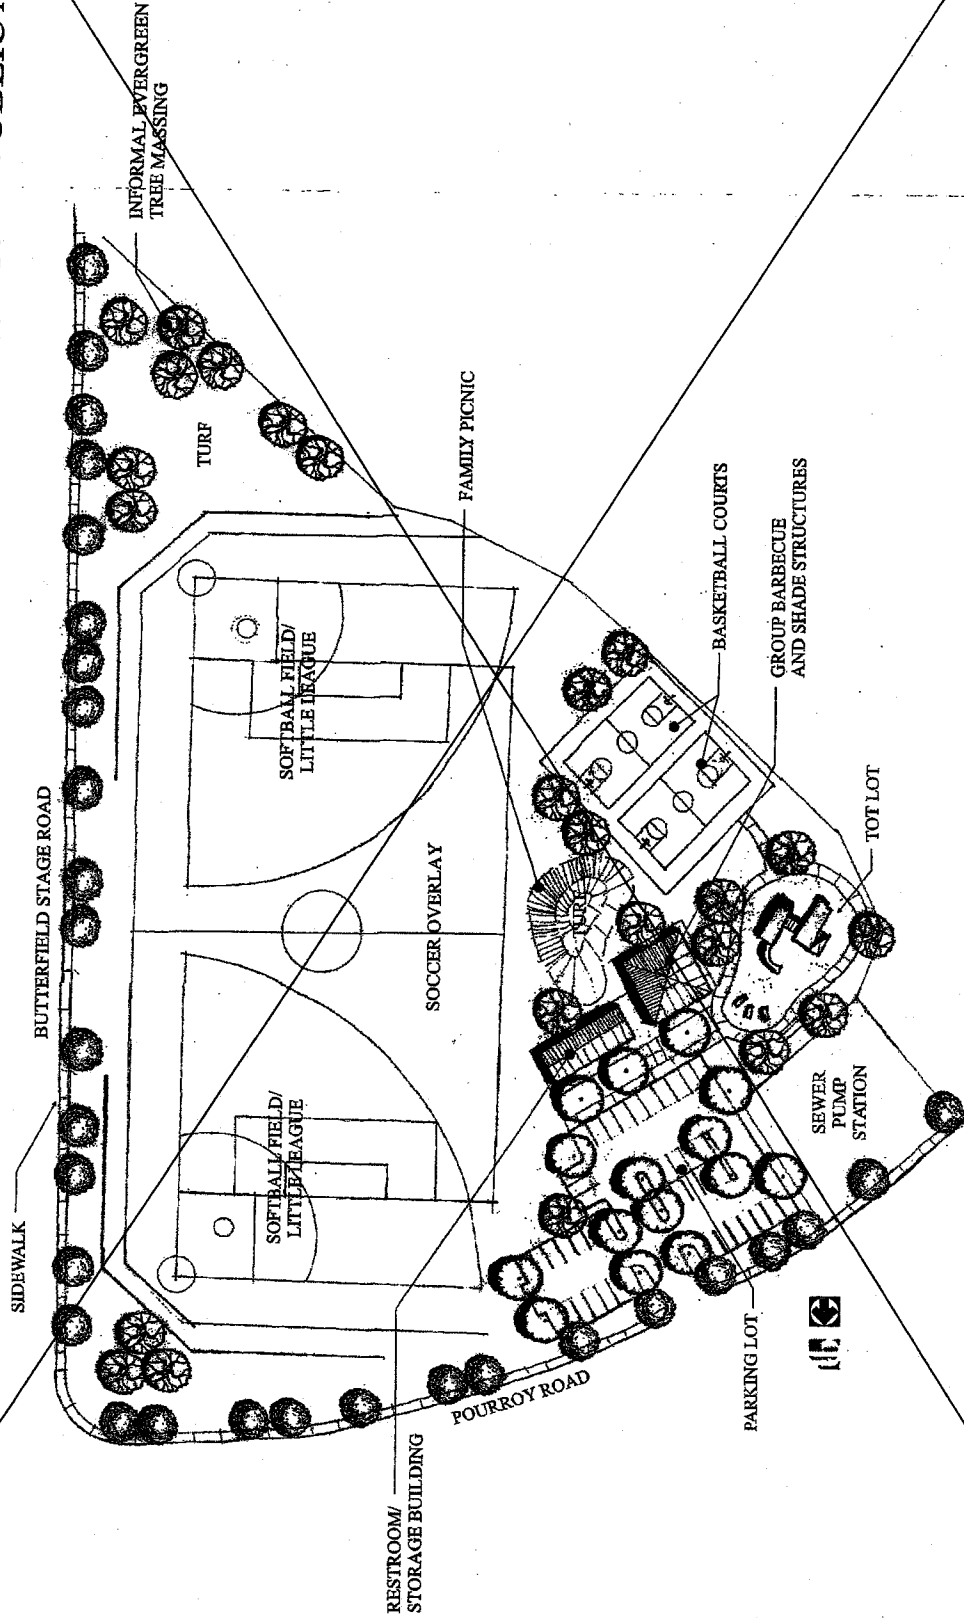 SIDEWALK
BUTTERFIELD STAGE ROAD
INFORMAL EVERGREEN
TREE MASSING
TURF
SOFTBALL FIELD/
LITTLE LEAGUE
SOFTBALL FIELD/
LITTLE LEAGUE
SOCCER OVERLAY
FAMILY PICNIC
RESTROOM/
STORAGE BUILDING
POURROY ROAD
TURF
BASKETBALL COURTS
GROUP BARBECUE
AND SHADE STRUCTURES
PARKING LOT
SEWER
PUMP
STATION
TOT LOT